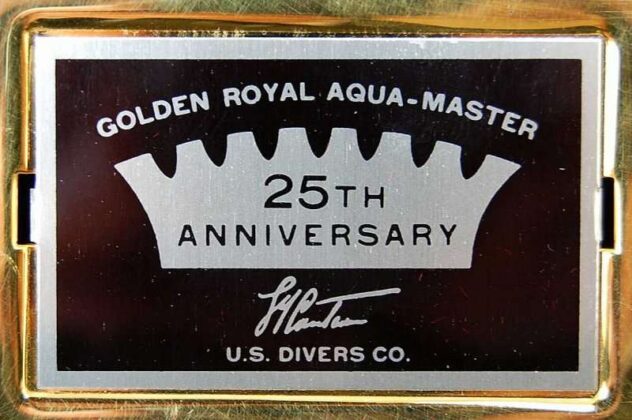 GOLDEN ROYAL AQUA-MASTER
25TH
ANNIVERSARY
U.S. DIVERS CO.